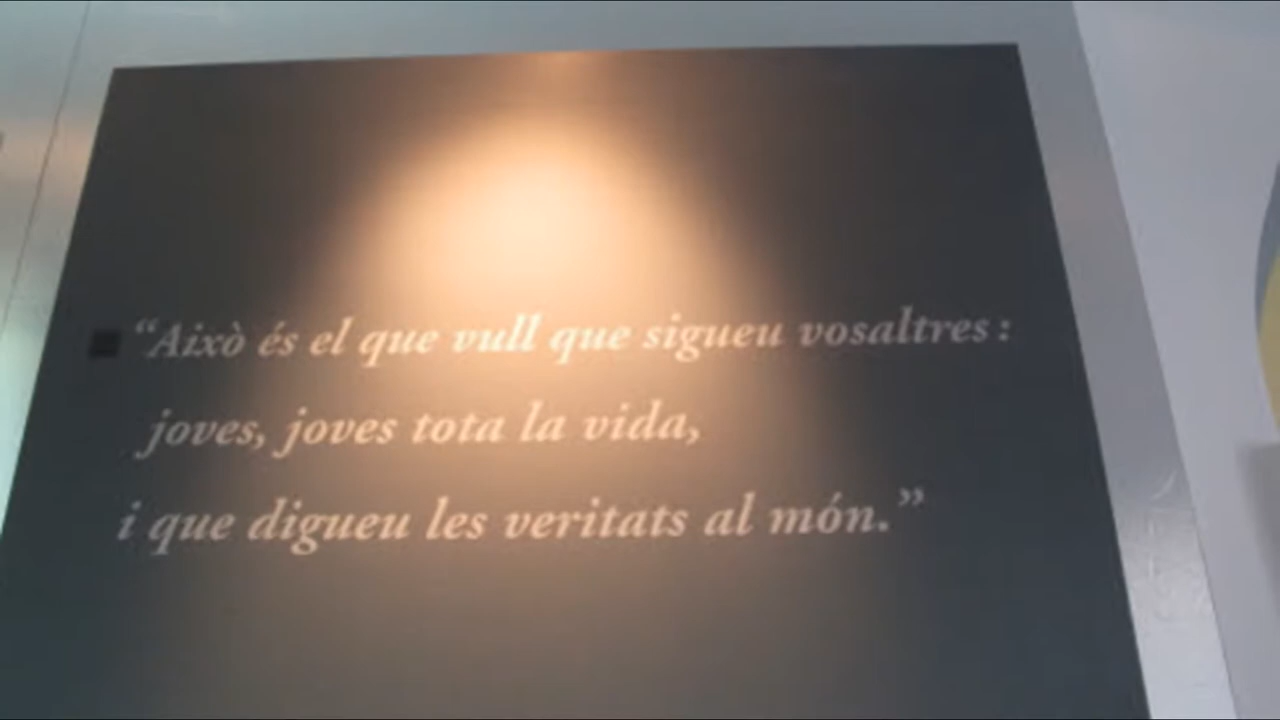 “Això és el que vull que sigueu vosaltres:
joves, joves tota la vida,
i que digueu les veritats al món.”